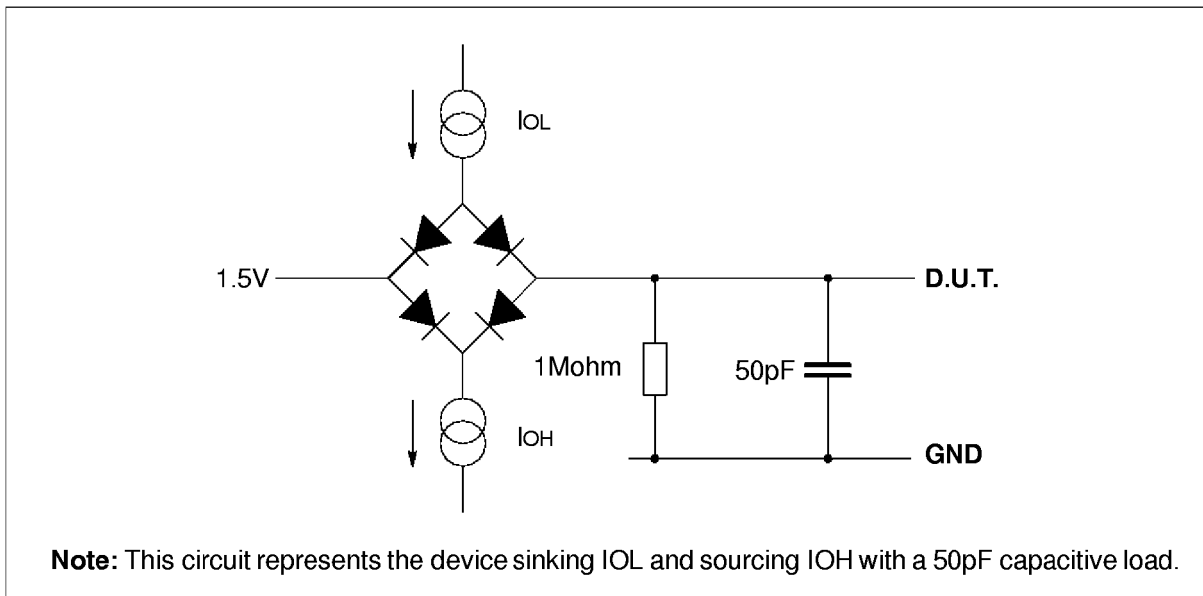 IOL
1.5V
D.U.T.
1Mohm
50pF
IOH
GND
Note: This circuit represents the device sinking IOL and sourcing IOH with a 50pF capacitive load.